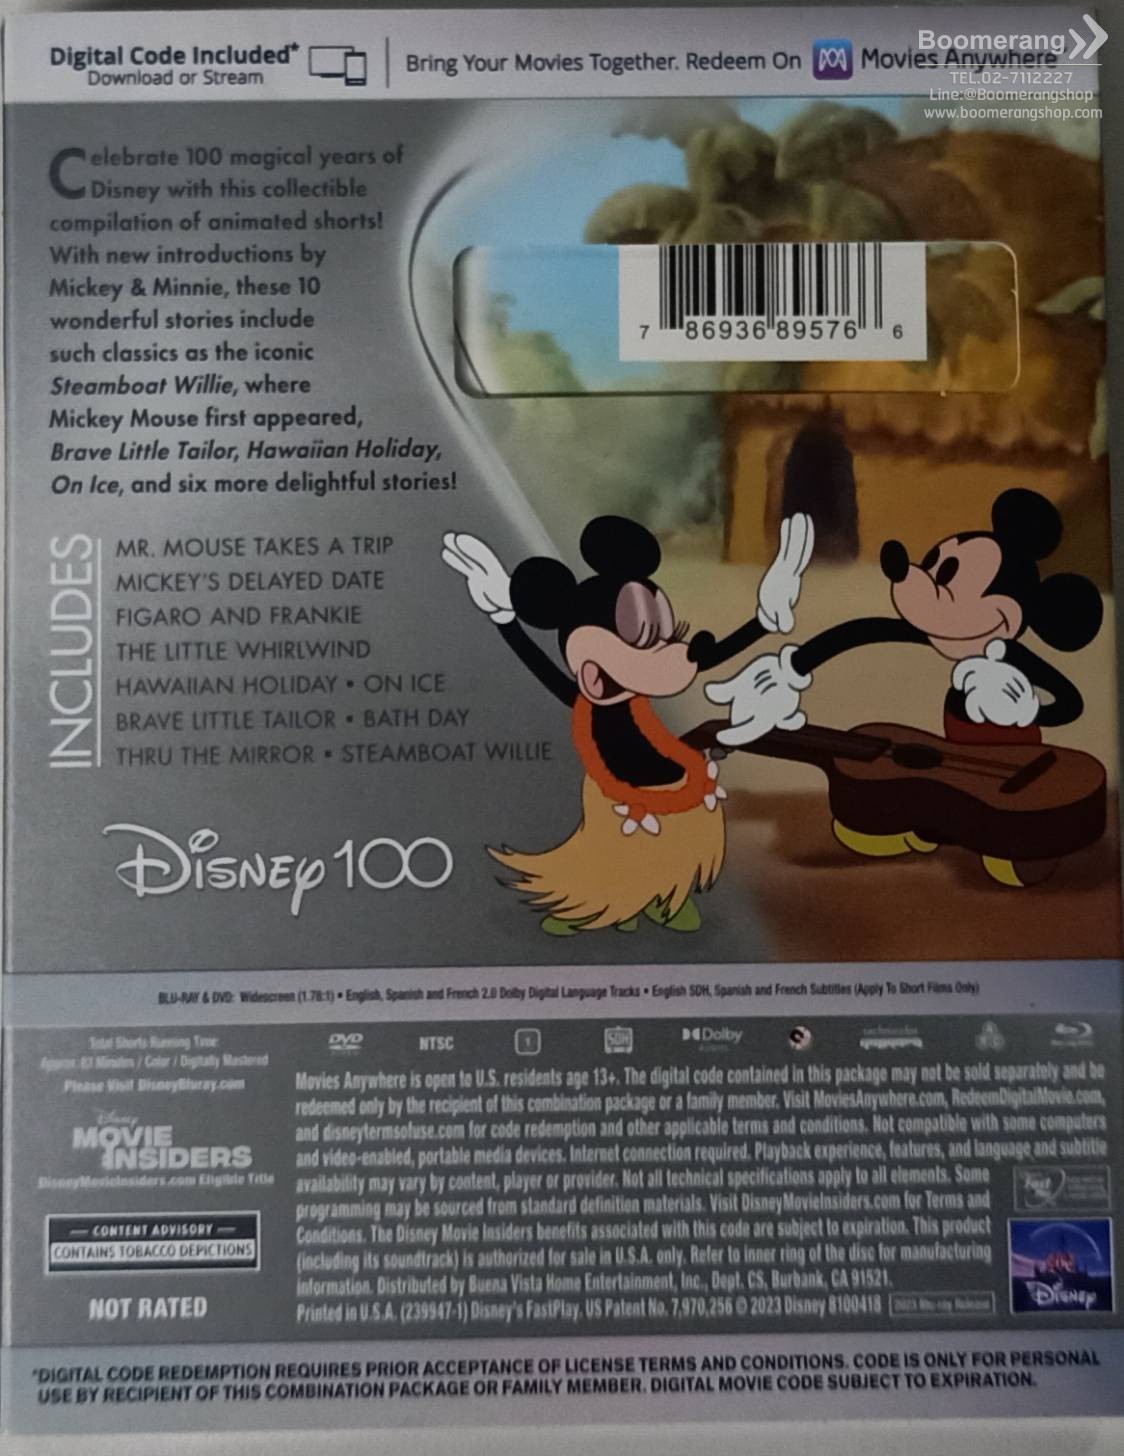 Digital Code Included*
Download or Stream
Bring Your Movies Together. Redeem On Movies Anywhere
Boomerang
TEL.02-7112227
Line:@Boomerangshop
www.boomerangshop.com
Celebrate 100 magical years of
Disney with this collectible
compilation of animated shorts!
With new introductions by
Mickey & Minnie, these 10
wonderful stories include
such classics as the iconic
Steamboat Willie, where
Mickey Mouse first appeared,
Brave Little Tailor, Hawaiian Holiday,
On Ice, and six more delightful stories!
7 86936 89576 6
INCLUDES
MR. MOUSE TAKES A TRIP
MICKEY'S DELAYED DATE
FIGARO AND FRANKIE
THE LITTLE WHIRLWIND
HAWAIIAN HOLIDAY • ON ICE
BRAVE LITTLE TAILOR • BATH DAY
THRU THE MIRROR • STEAMBOAT WILLIE
Disney 100
BLU-RAY & DVD: Widescreen (1.78:1) • English, Spanish and French 2.0 Dolby Digital Language Tracks • English SDH, Spanish and French Subtitles (Apply To Short Films Only)
Total Shorts Running Time:
Approx. 83 Minutes / Color / Digitally Mastered
Please Visit DisneyBluray.com
DVD NTSC 1 SDH Dolby
Disney
MOVIE
INSIDERS
DisneyMovieInsiders.com Eligible Title
CONTENT ADVISORY
CONTAINS TOBACCO DEPICTIONS
NOT RATED
Movies Anywhere is open to U.S. residents age 13+. The digital code contained in this package may not be sold separately and be
redeemed only by the recipient of this combination package or a family member. Visit MoviesAnywhere.com, RedeemDigitalMovie.com,
and disneytermsofuse.com for code redemption and other applicable terms and conditions. Not compatible with some computers
and video-enabled, portable media devices. Internet connection required. Playback experience, features, and language and subtitle
availability may vary by content, player or provider. Not all technical specifications apply to all elements. Some
programming may be sourced from standard definition materials. Visit DisneyMovieInsiders.com for Terms and
Conditions. The Disney Movie Insiders benefits associated with this code are subject to expiration. This product
(including its soundtrack) is authorized for sale in U.S.A. only. Refer to inner ring of the disc for manufacturing
information. Distributed by Buena Vista Home Entertainment, Inc., Dept. CS, Burbank, CA 91521.
Printed in U.S.A. (239947-1) Disney's FastPlay. US Patent No. 7,970,256 © 2023 Disney 8100418
2023 Blu-ray Release
Disney
*DIGITAL CODE REDEMPTION REQUIRES PRIOR ACCEPTANCE OF LICENSE TERMS AND CONDITIONS. CODE IS ONLY FOR PERSONAL
USE BY RECIPIENT OF THIS COMBINATION PACKAGE OR FAMILY MEMBER. DIGITAL MOVIE CODE SUBJECT TO EXPIRATION.